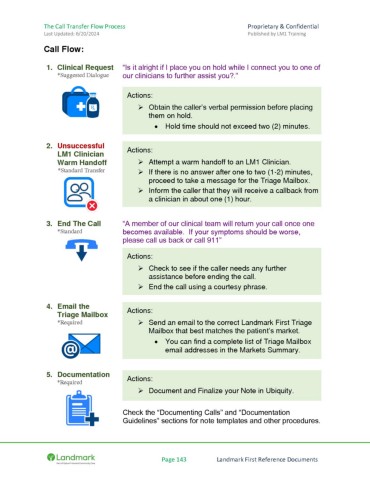 The Call Transfer Flow Process
Proprietary & Confidential
Last Updated: 6/20/2024
Published by LM1 Training
Call Flow:
1. Clinical Request
*Suggested Dialogue
"Is it alright if I place you on hold while I connect you to one of
our clinicians to further assist you?."
Actions:
➢ Obtain the caller's verbal permission before placing
them on hold.
• Hold time should not exceed two (2) minutes.
2. Unsuccessful
LM1 Clinician
Warm Handoff
*Standard Transfer
Actions:
➢ Attempt a warm handoff to an LM1 Clinician.
➢ If there is no answer after one to two (1-2) minutes,
proceed to take a message for the Triage Mailbox.
➢ Inform the caller that they will receive a callback from
a clinician in about one (1) hour.
3. End The Call
*Standard
"A member of our clinical team will return your call once one
becomes available.  If your symptoms should be worse,
please call us back or call 911"
Actions:
➢ Check to see if the caller needs any further
assistance before ending the call.
➢ End the call using a courtesy phrase.
4. Email the
Triage Mailbox
*Required
Actions:
➢ Send an email to the correct Landmark First Triage
Mailbox that best matches the patient's market.
• You can find a complete list of Triage Mailbox
email addresses in the Markets Summary.
5. Documentation
*Required
Actions:
➢ Document and Finalize your Note in Ubiquity.
Check the "Documenting Calls" and "Documentation
Guidelines" sections for note templates and other procedures.
Landmark
Page 143
Landmark First Reference Documents